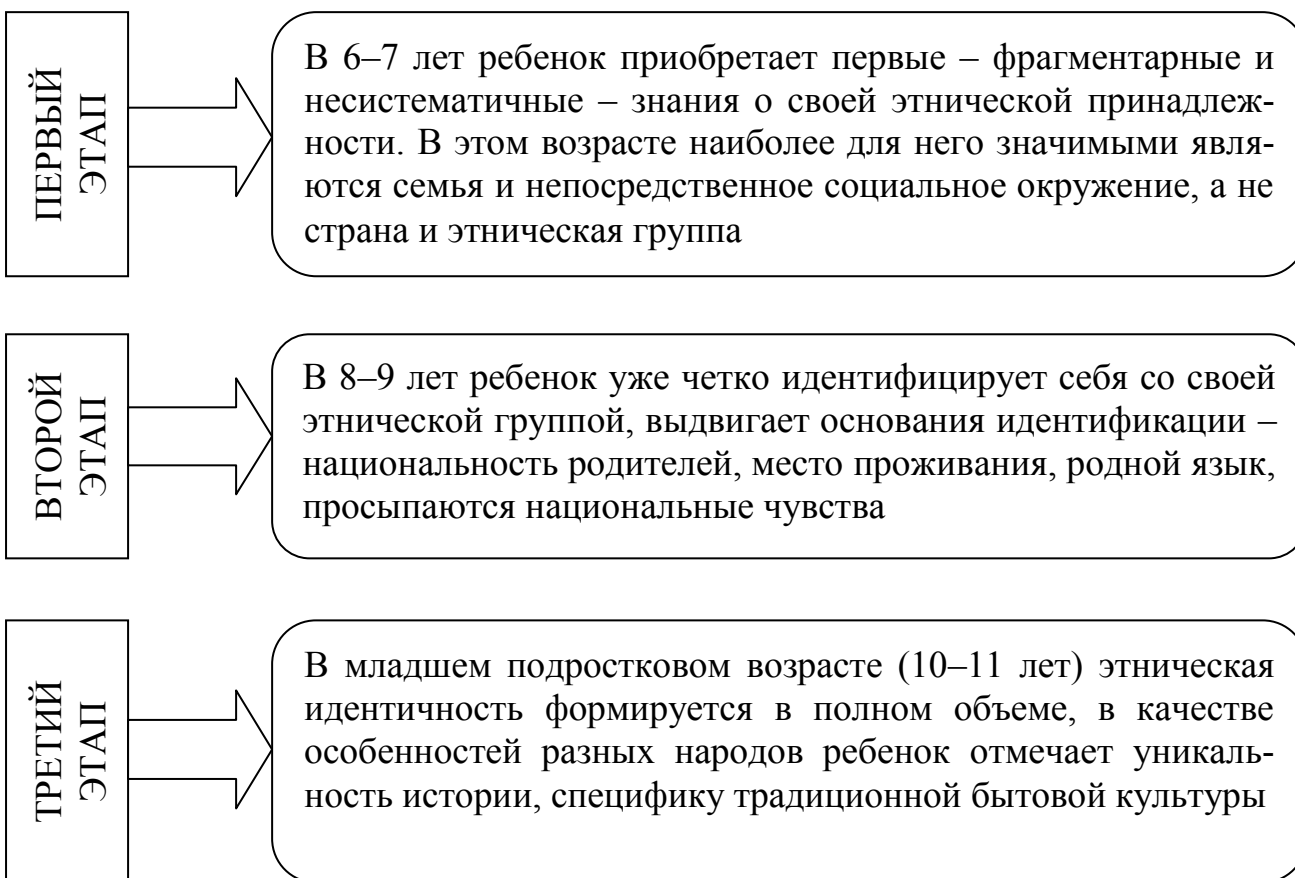 ПЕРВЫЙ
ЭТАП
В 6–7 лет ребенок приобретает первые – фрагментарные и
несистематичные – знания о своей этнической принадлеж-
ности. В этом возрасте наиболее для него значимыми явля-
ются семья и непосредственное социальное окружение, а не
страна и этническая группа
ВТОРОЙ
ЭТАП
В 8–9 лет ребенок уже четко идентифицирует себя со своей
этнической группой, выдвигает основания идентификации –
национальность родителей, место проживания, родной язык,
просыпаются национальные чувства
ТРЕТИЙ
ЭТАП
В младшем подростковом возрасте (10–11 лет) этническая
идентичность формируется в полном объеме, в качестве
особенностей разных народов ребенок отмечает уникаль-
ность истории, специфику традиционной бытовой культуры